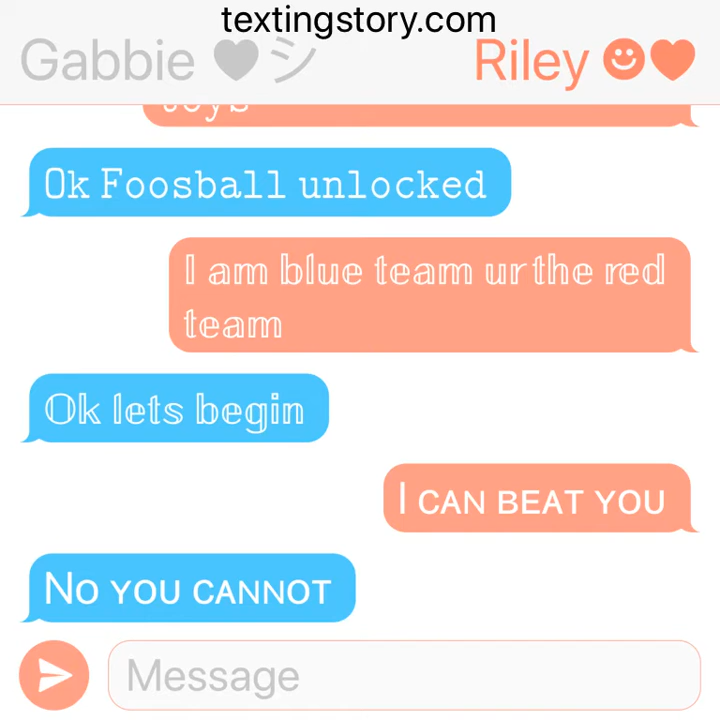 textingstory.com
Gabbie 🖤シ
Riley ☻🖤
Ok Foosball unlocked
I am blue team ur the red
team
Ok lets begin
I CAN BEAT YOU
NO YOU CANNOT
Message